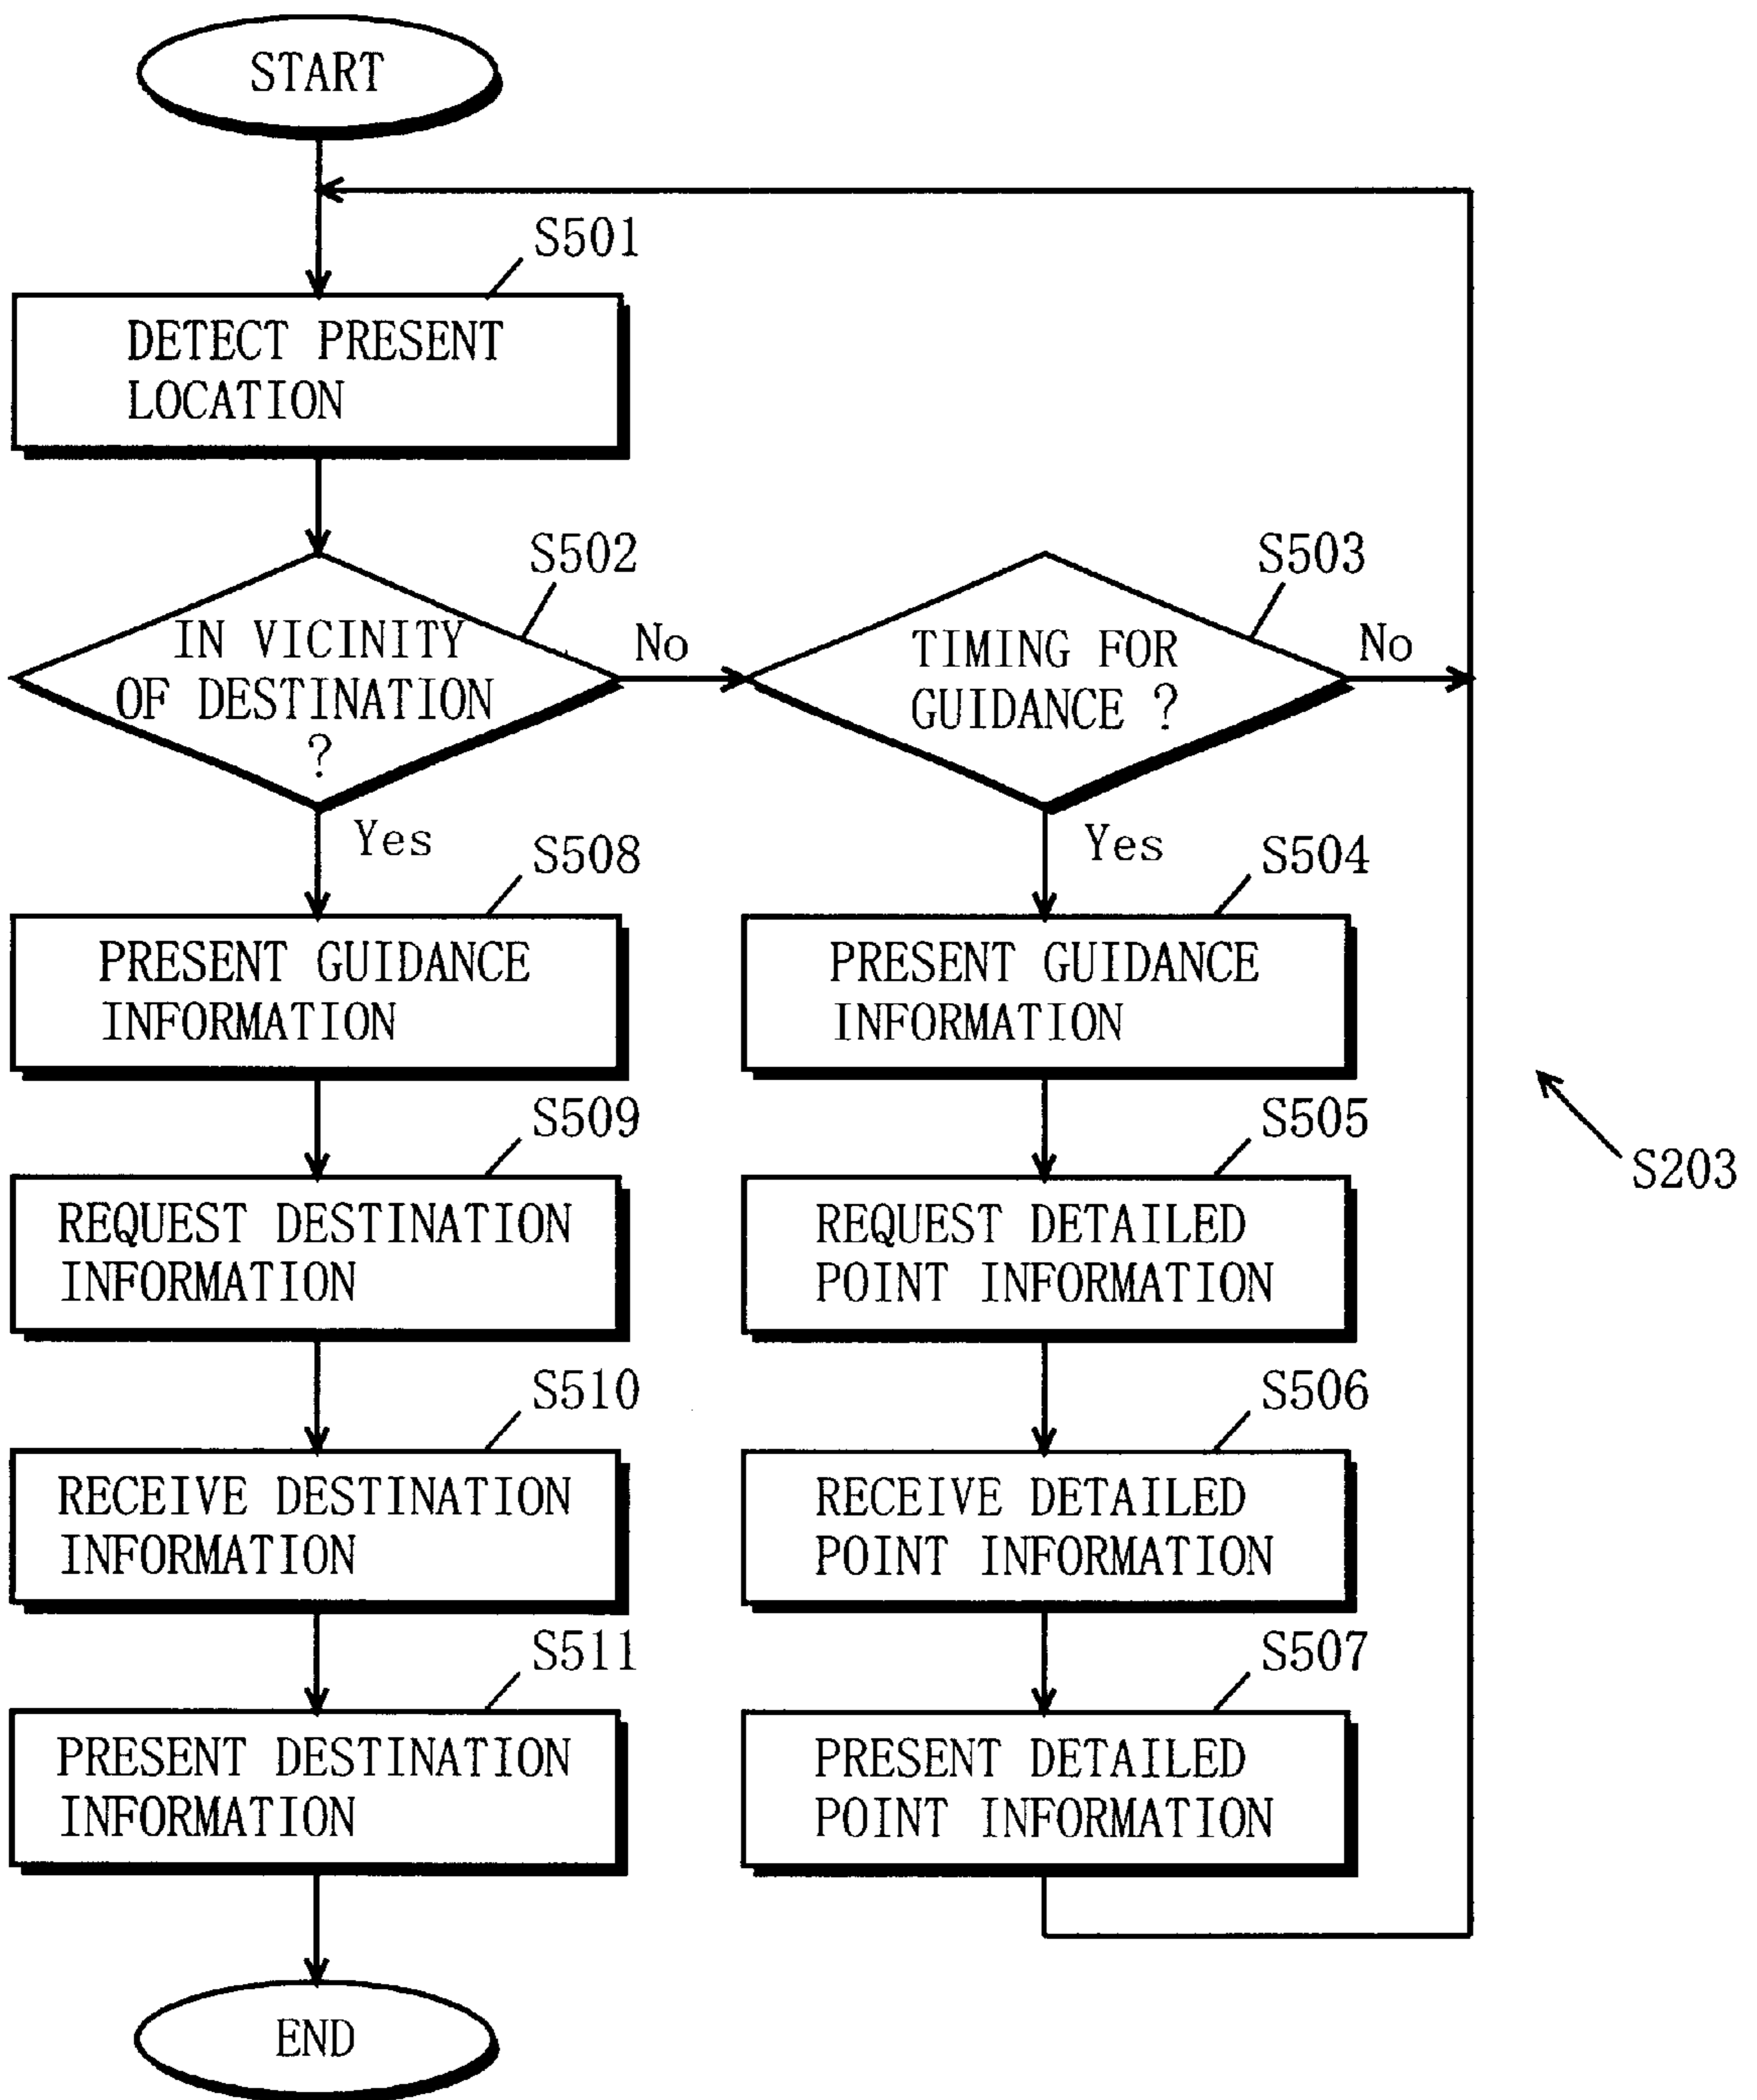 START
S501
DETECT PRESENT
LOCATION
S502
IN VICINITY
OF DESTINATION
?
No
S503
TIMING FOR
GUIDANCE ?
No
Yes
Yes
S508
PRESENT GUIDANCE
INFORMATION
S504
PRESENT GUIDANCE
INFORMATION
S509
REQUEST DESTINATION
INFORMATION
S505
REQUEST DETAILED
POINT INFORMATION
S203
S510
RECEIVE DESTINATION
INFORMATION
S506
RECEIVE DETAILED
POINT INFORMATION
S511
PRESENT DESTINATION
INFORMATION
S507
PRESENT DETAILED
POINT INFORMATION
END